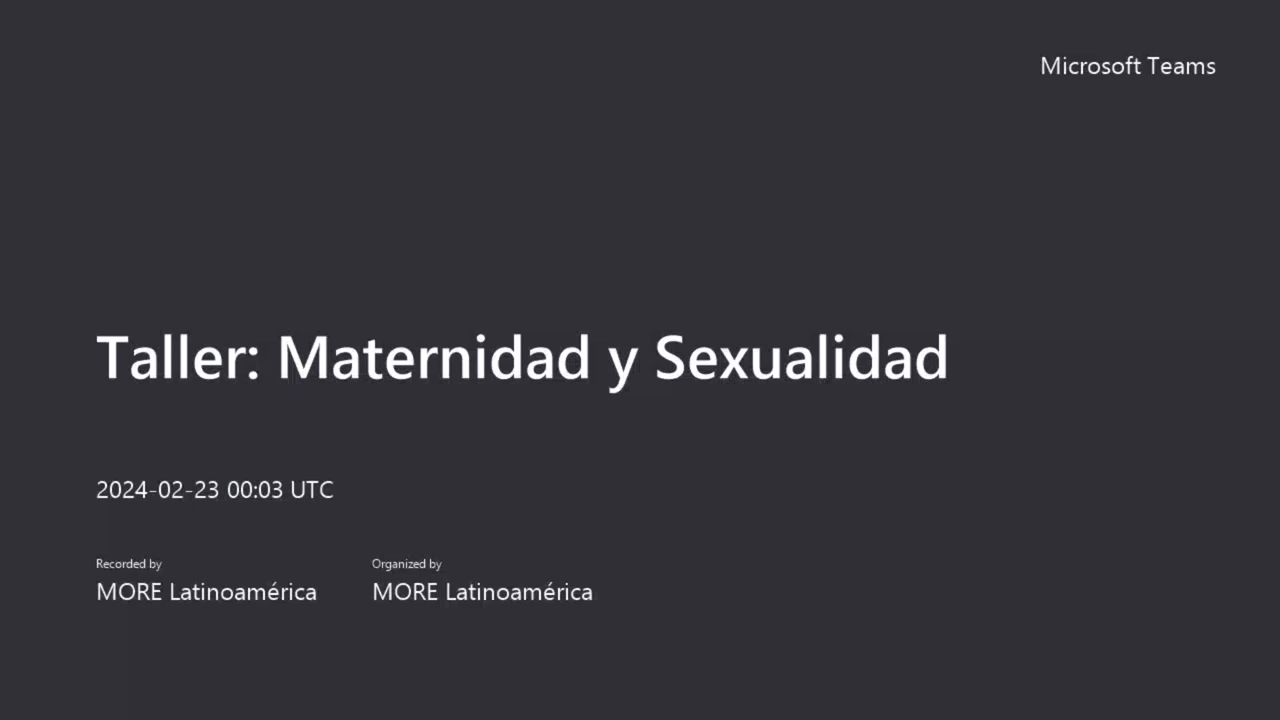 Microsoft Teams
Taller: Maternidad y Sexualidad
2024-02-23 00:03 UTC
Recorded by
MORE Latinoamérica
Organized by
MORE Latinoamérica